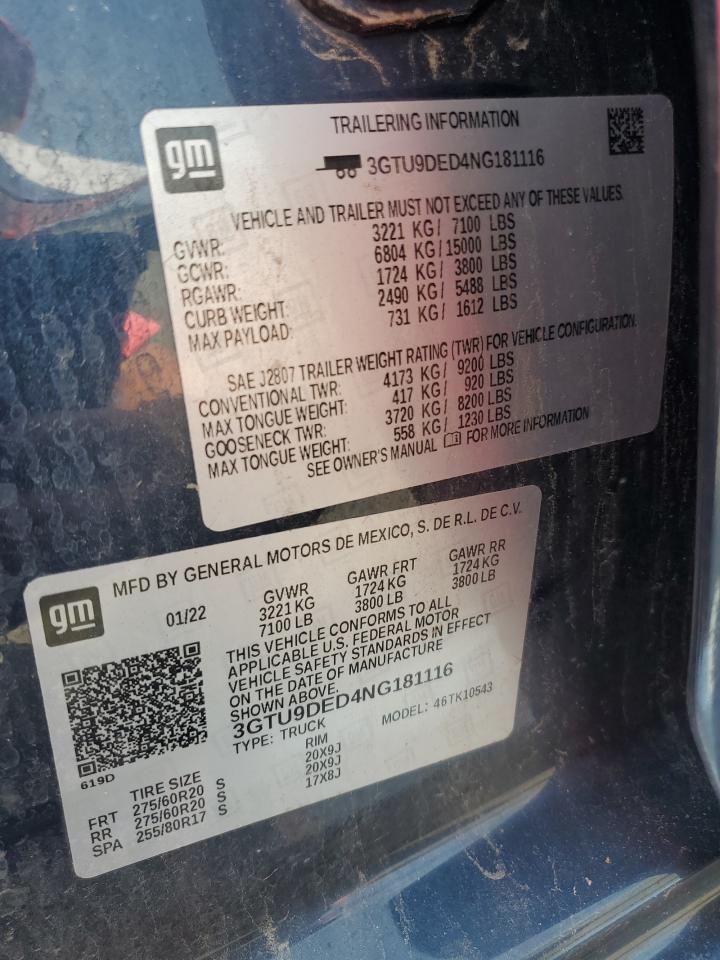 gm
TRAILERING INFORMATION
3GTU9DED4NG181116
VEHICLE AND TRAILER MUST NOT EXCEED ANY OF THESE VALUES.
GVWR: 3221 KG/ 7100 LBS
GCWR: 6804 KG/15000 LBS
RGAWR: 1724 KG/ 3800 LBS
CURB WEIGHT: 2490 KG/ 5488 LBS
MAX PAYLOAD: 731 KG/ 1612 LBS
SAE J2807 TRAILER WEIGHT RATING (TWR) FOR VEHICLE CONFIGURATION.
CONVENTIONAL TWR: 4173 KG/ 9200 LBS
MAX TONGUE WEIGHT: 417 KG/ 920 LBS
GOOSENECK TWR: 3720 KG/ 8200 LBS
MAX TONGUE WEIGHT: 558 KG/ 1230 LBS
SEE OWNER'S MANUAL FOR MORE INFORMATION
gm
MFD BY GENERAL MOTORS DE MEXICO, S. DE R.L. DE C.V.
01/22 GVWR GAWR FRT GAWR RR
3221 KG 1724 KG 1724 KG
7100 LB 3800 LB 3800 LB
THIS VEHICLE CONFORMS TO ALL
APPLICABLE U.S. FEDERAL MOTOR
VEHICLE SAFETY STANDARDS IN EFFECT
ON THE DATE OF MANUFACTURE
SHOWN ABOVE.
3GTU9DED4NG181116
TYPE: TRUCK MODEL: 46TK10543
619D
TIRE SIZE RIM
FRT 275/60R20 S 20X9J
RR 275/60R20 S 20X9J
SPA 255/80R17 S 17X8J